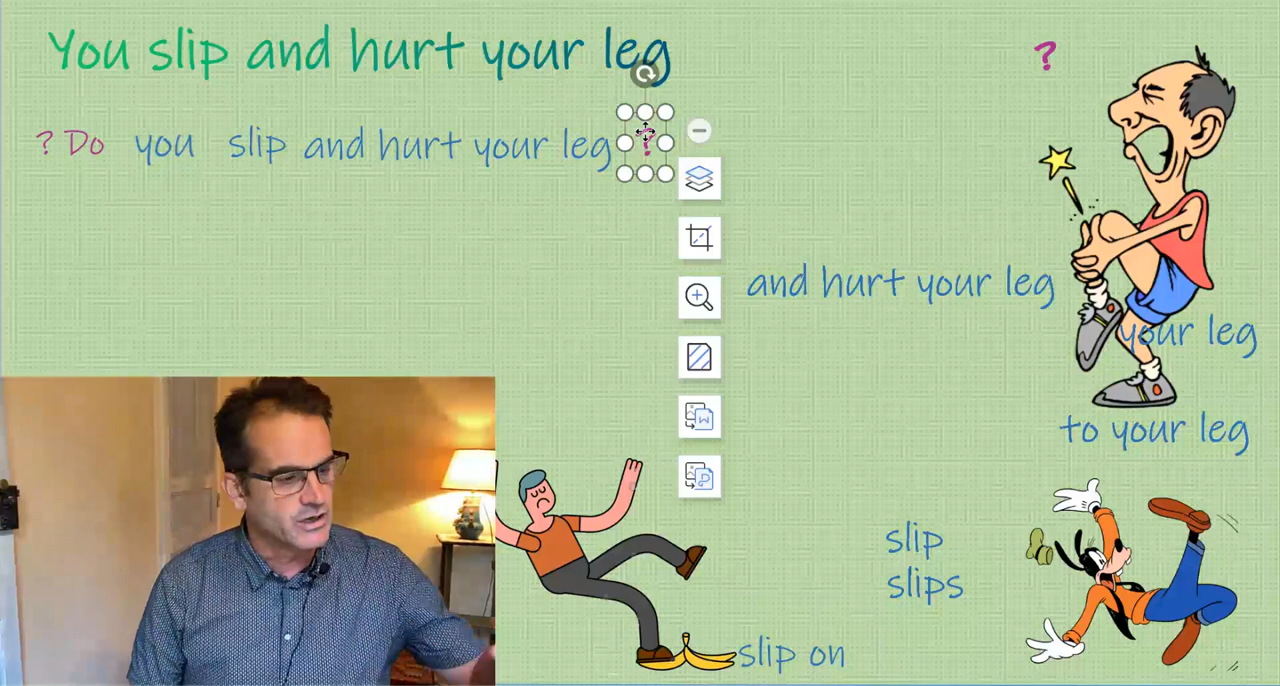 You slip and hurt your leg
?
? Do you slip and hurt your leg ?
and hurt your leg
your leg
to your leg
slip
slips
slip on